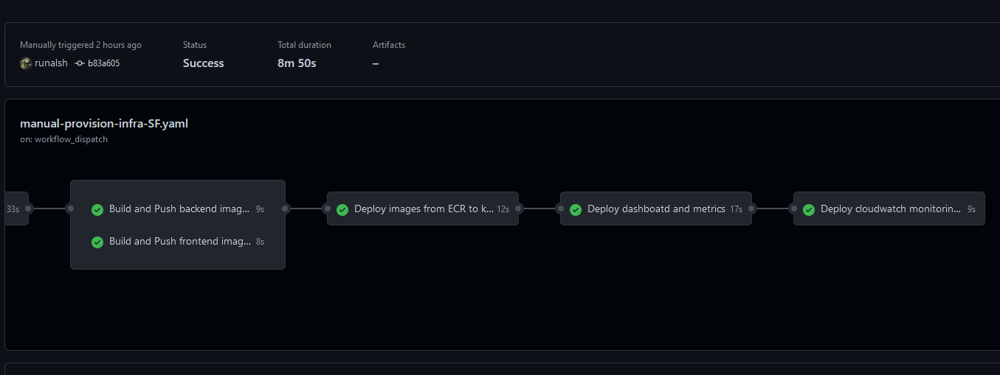 Manually triggered 2 hours ago
Status
Total duration
Artifacts
runalsh b83a605
Success
8m 50s
–
manual-provision-infra-SF.yaml
on: workflow_dispatch
33s
Build and Push backend imag... 9s
Build and Push frontend imag... 8s
Deploy images from ECR to k... 12s
Deploy dashboatd and metrics 17s
Deploy cloudwatch monitorin... 9s